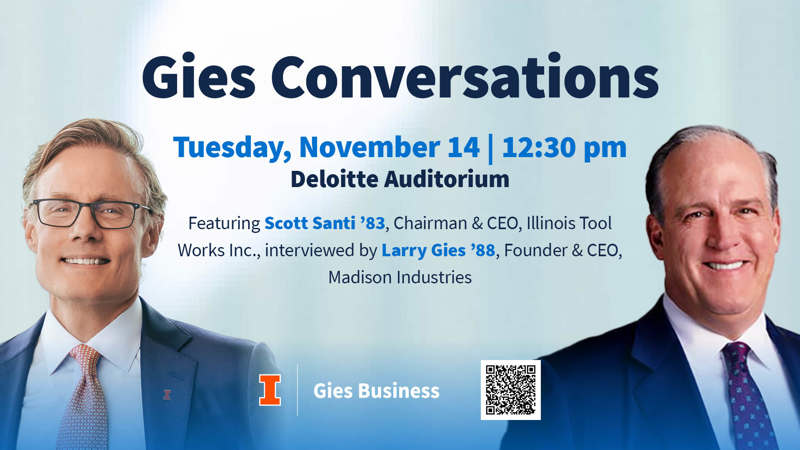 Gies Conversations
Tuesday, November 14 | 12:30 pm
Deloitte Auditorium
Featuring Scott Santi ’83, Chairman & CEO, Illinois Tool
Works Inc., interviewed by Larry Gies ’88, Founder & CEO,
Madison Industries
I
Gies Business